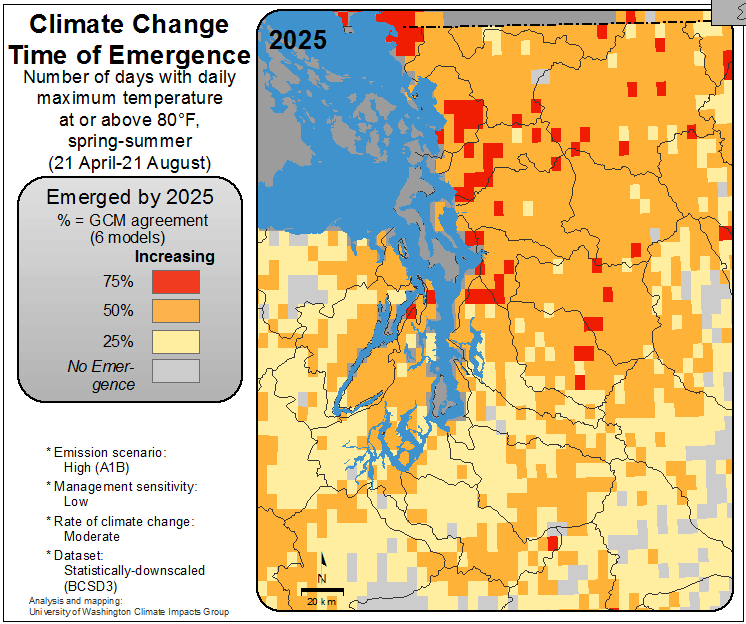 Climate Change
Time of Emergence
Number of days with daily
maximum temperature
at or above 80°F,
spring-summer
(21 April-21 August)
Emerged by 2025
% = GCM agreement
(6 models)
Increasing
75%
50%
25%
No Emer-
gence
* Emission scenario:
High (A1B)
* Management sensitivity:
Low
* Rate of climate change:
Moderate
* Dataset:
Statistically-downscaled
(BCSD3)
Analysis and mapping:
University of Washington Climate Impacts Group
2025
N
20 km